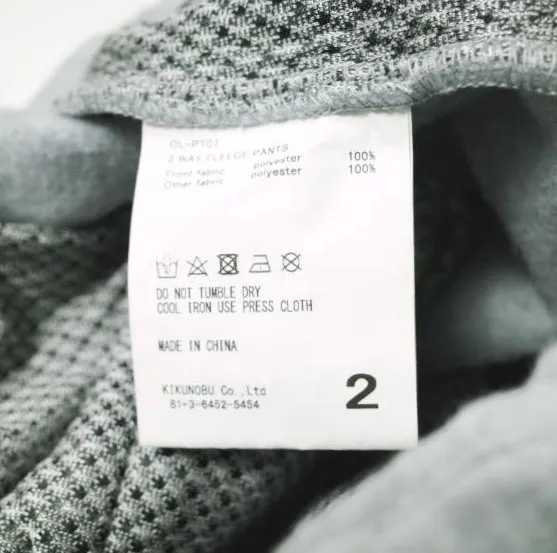 OL-PT01
2 WAY FLEECE PANTS
Front fabric polyester 100%
Other fabric polyester 100%
DO NOT TUMBLE DRY
COOL IRON USE PRESS CLOTH
MADE IN CHINA
KIKUNOBU Co.,Ltd
81-3-6452-5454
2